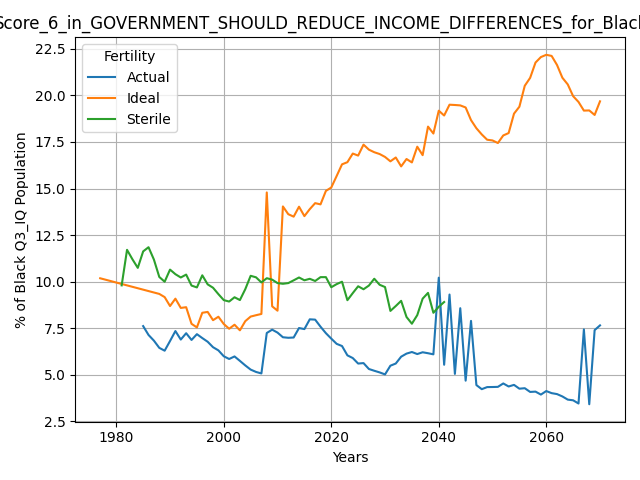 Score_6_in_GOVERNMENT_SHOULD_REDUCE_INCOME_DIFFERENCES_for_Black
Fertility
Actual
Ideal
Sterile
22.5
20.0
17.5
15.0
12.5
10.0
7.5
5.0
2.5
% of Black Q3_IQ Population
1980 2000 2020 2040 2060
Years